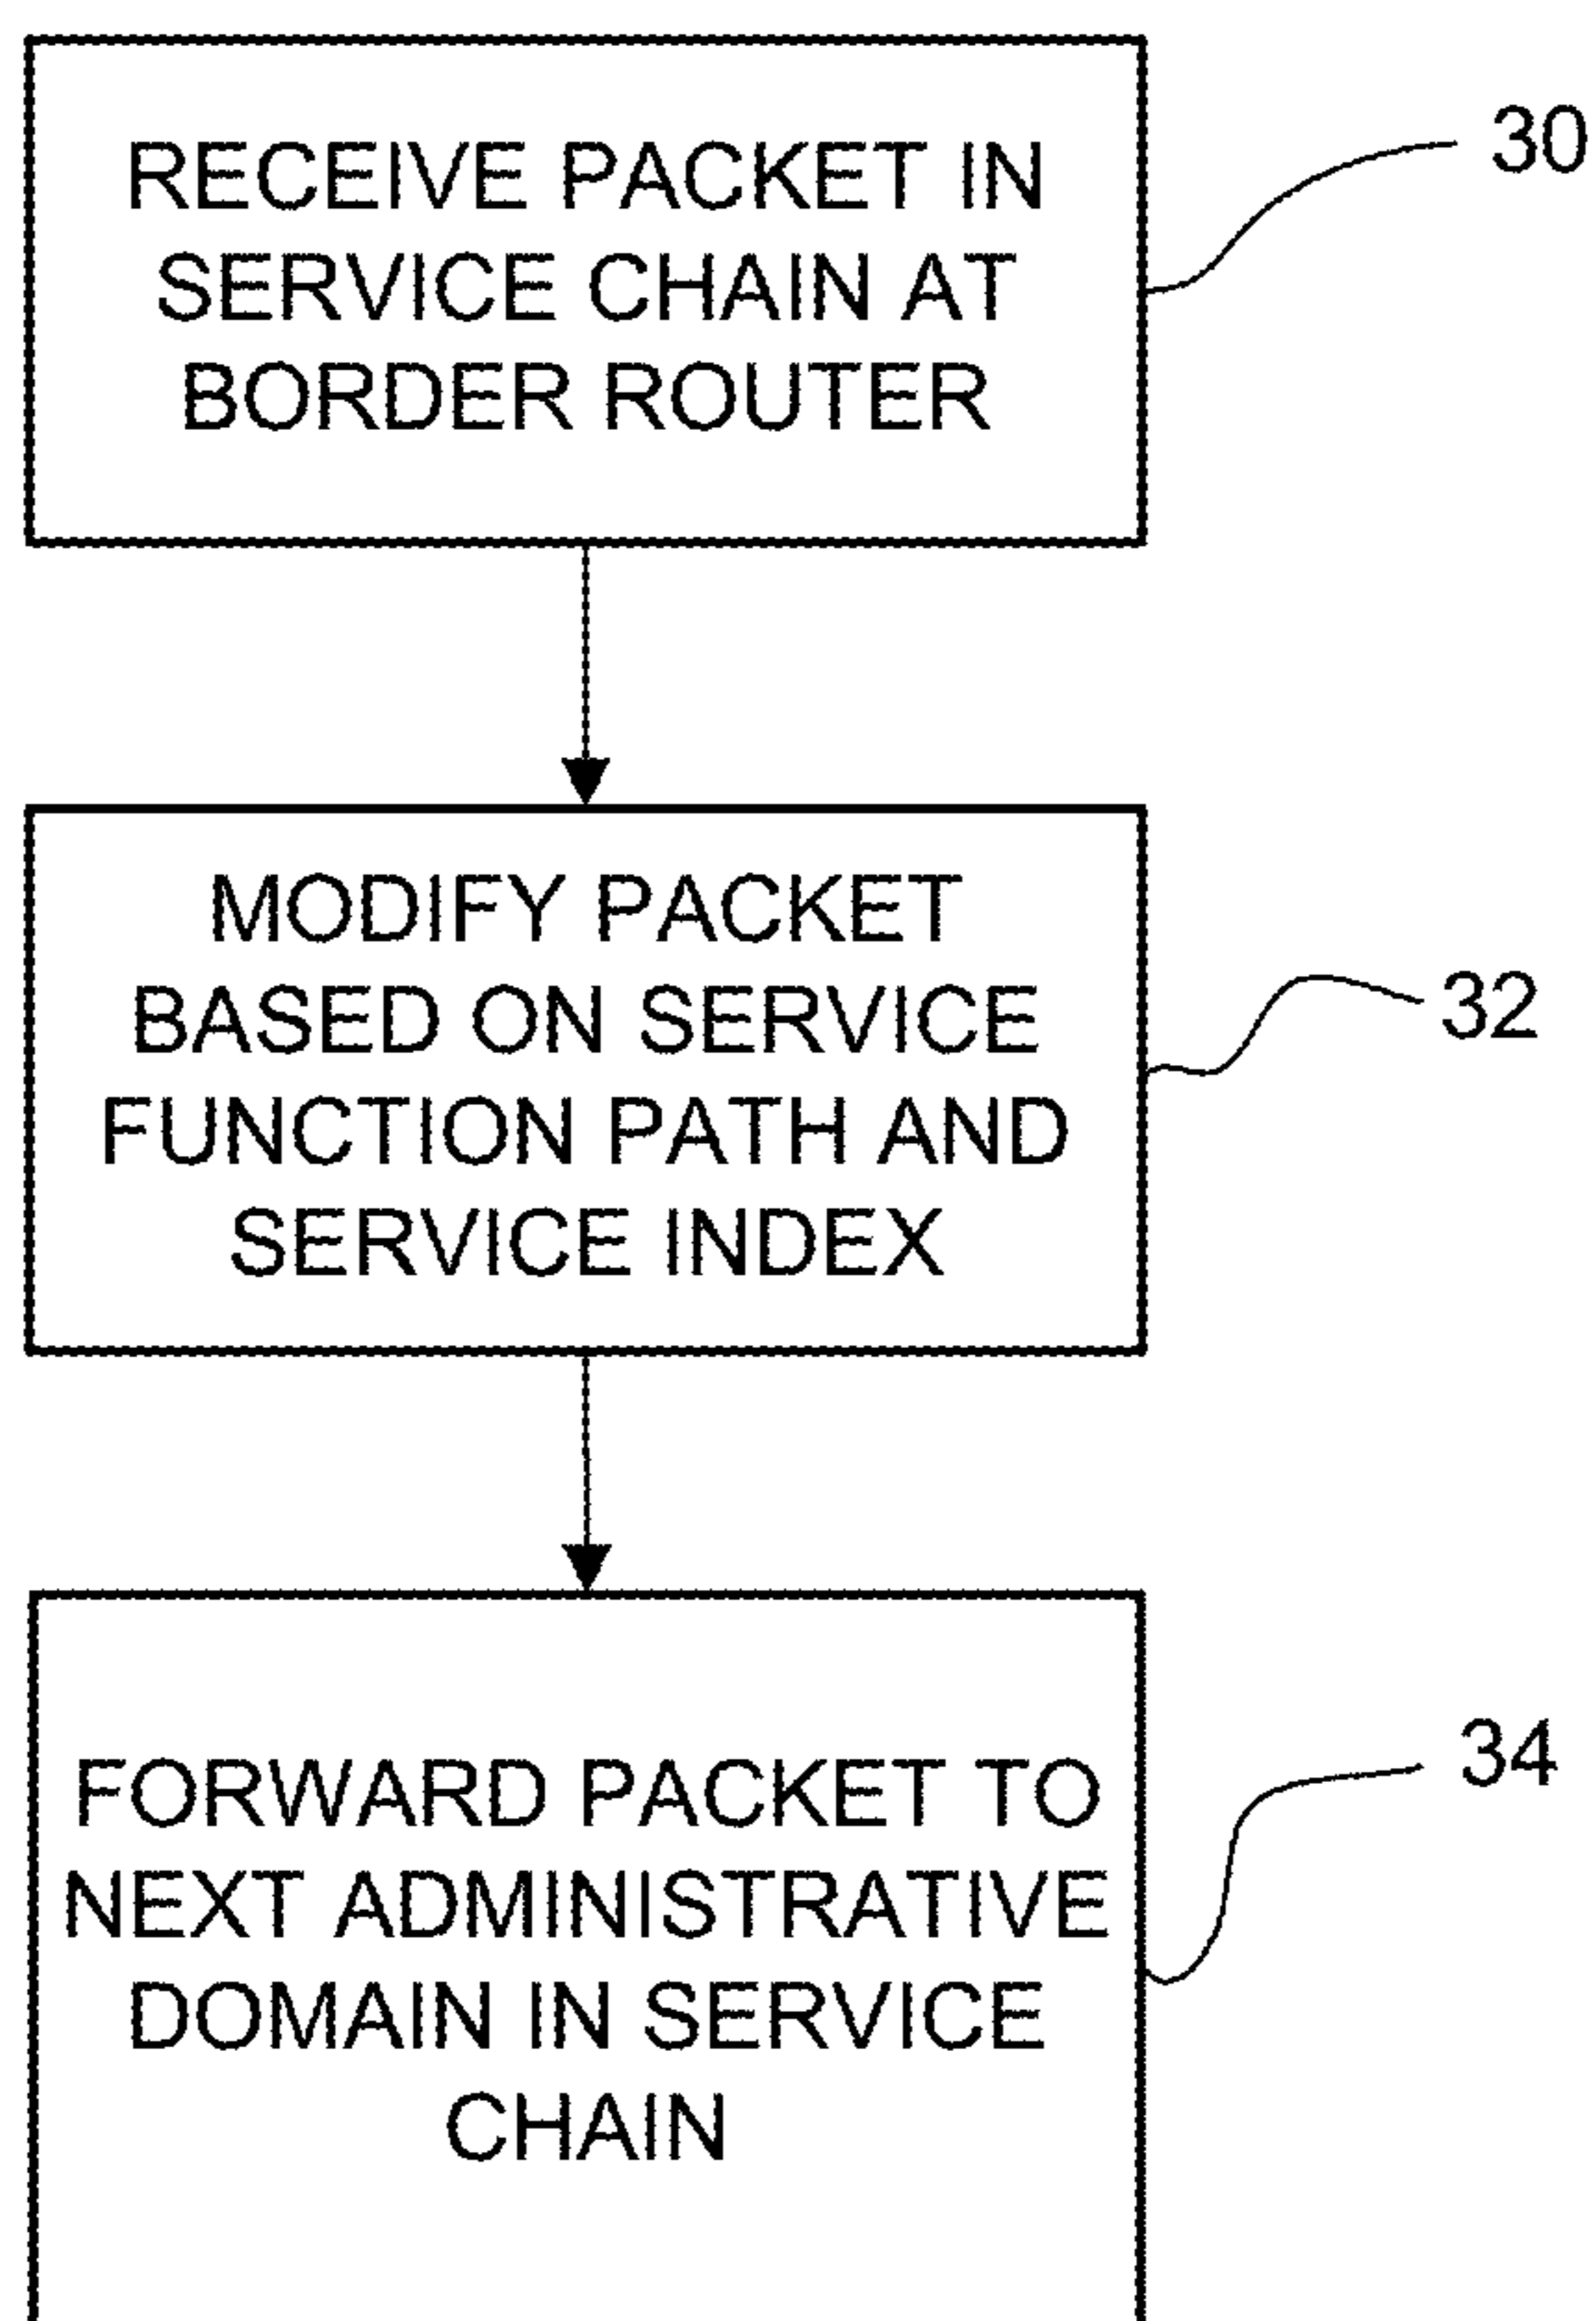 RECEIVE PACKET IN
SERVICE CHAIN AT
BORDER ROUTER
30
MODIFY PACKET
BASED ON SERVICE
FUNCTION PATH AND
SERVICE INDEX
32
FORWARD PACKET TO
NEXT ADMINISTRATIVE
DOMAIN IN SERVICE
CHAIN
34